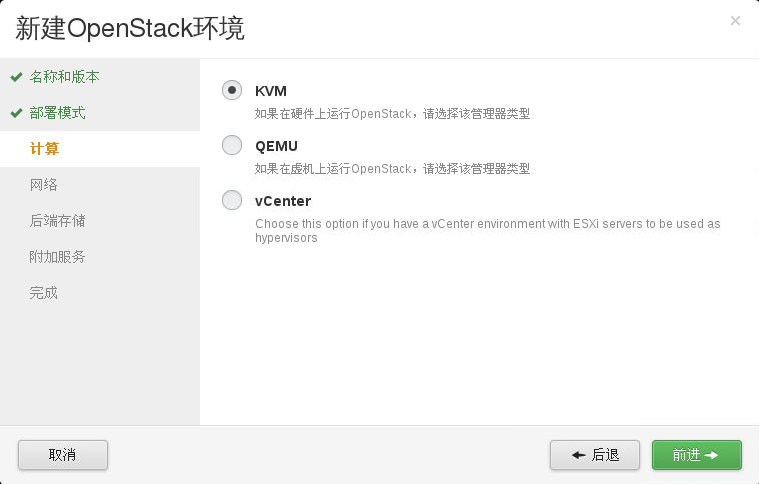 新建OpenStack环境
×
名称和版本
部署模式
计算
网络
后端存储
附加服务
完成
KVM
如果在硬件上运行OpenStack，请选择该管理器类型
QEMU
如果在虚机上运行OpenStack，请选择该管理器类型
vCenter
Choose this option if you have a vCenter environment with ESXi servers to be used as
hypervisors
取消
后退
前进